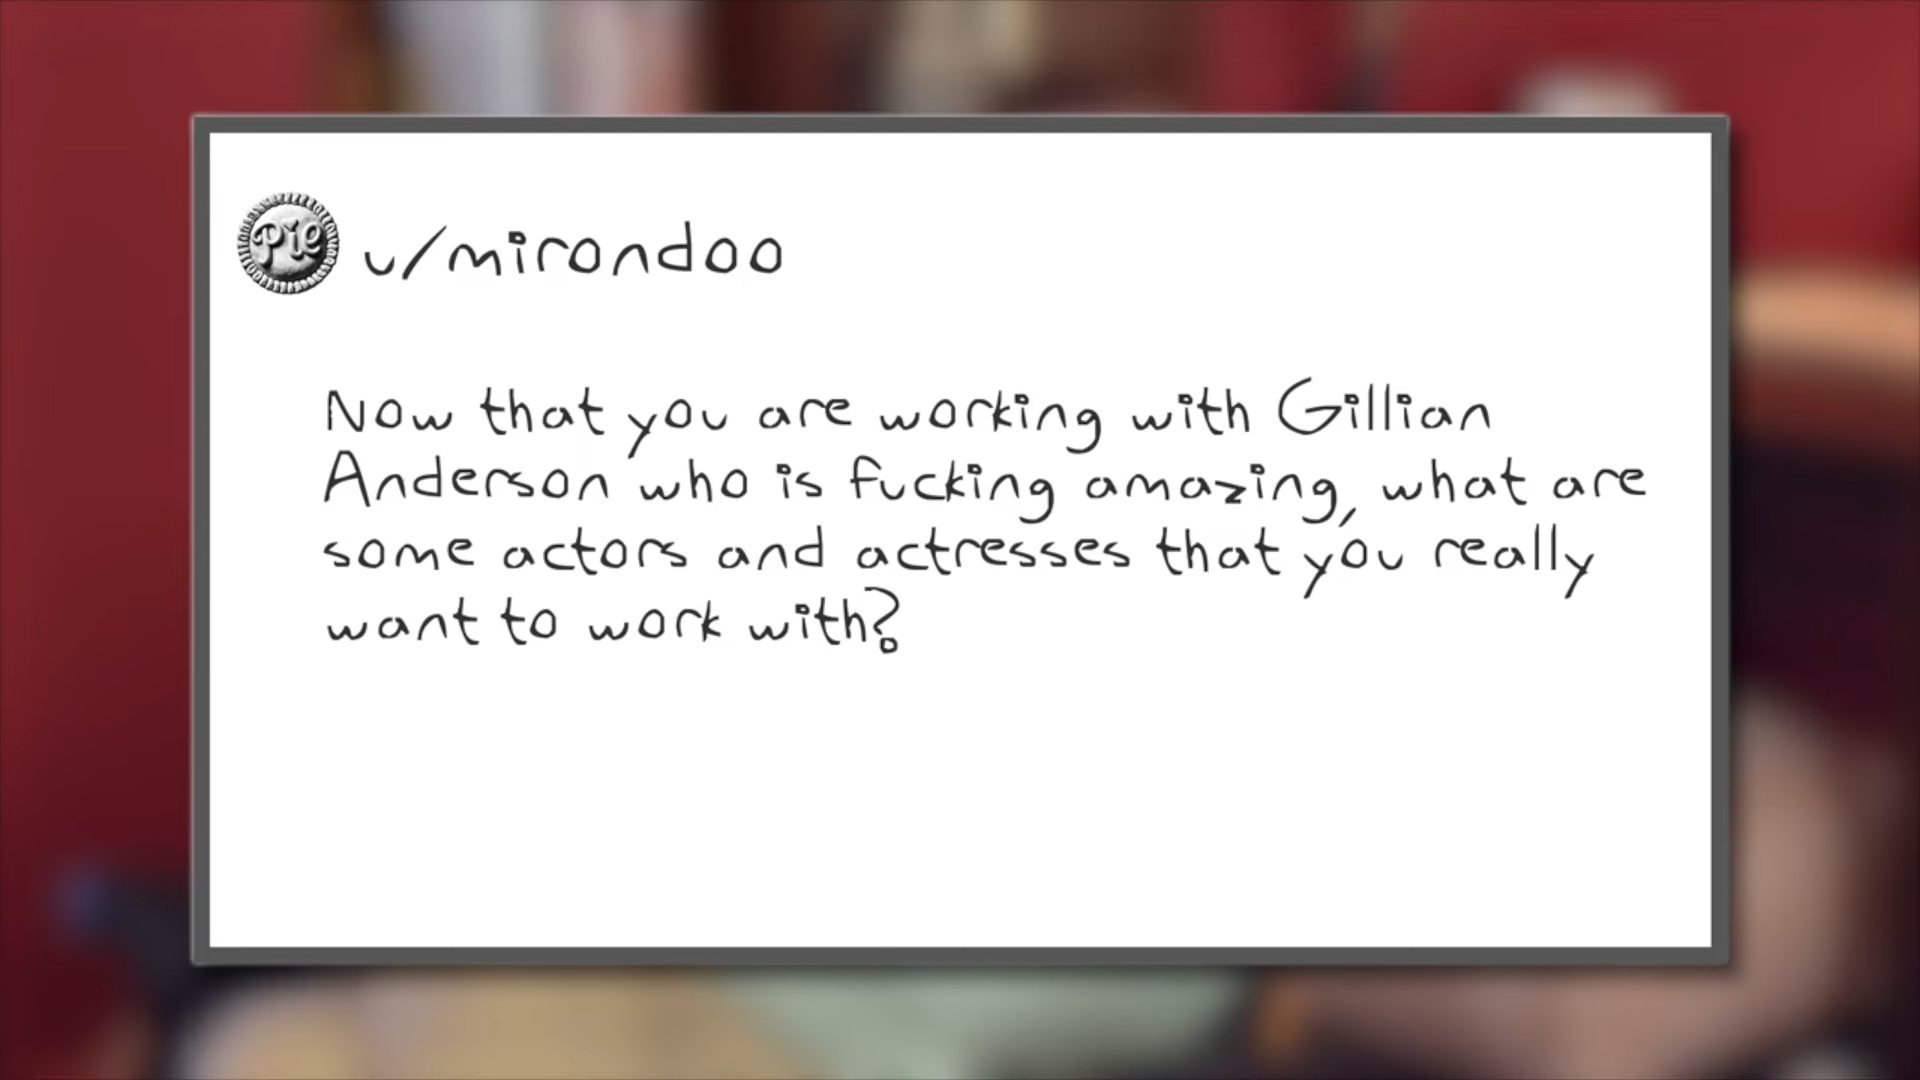 Pie
u/mirondoo
Now that you are working with Gillian
Anderson who is fucking amazing, what are
some actors and actresses that you really
want to work with?